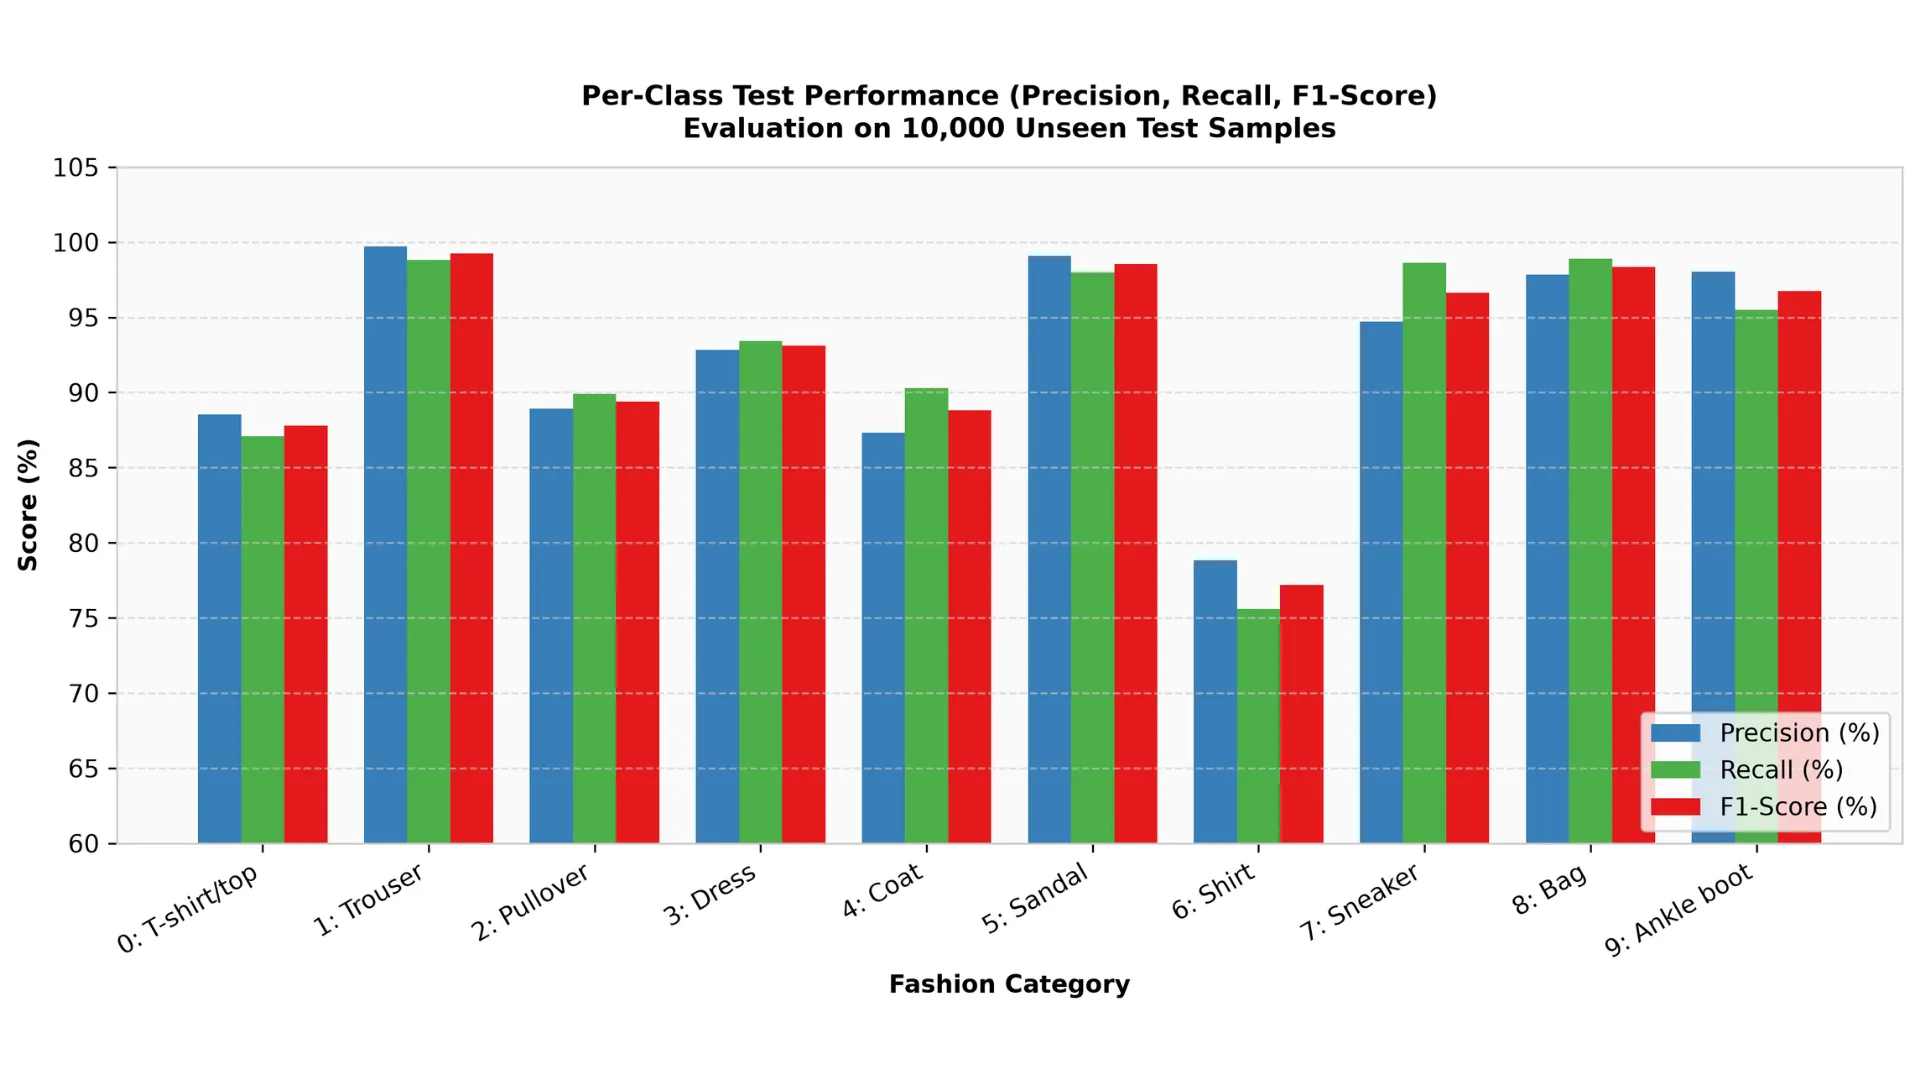 Per-Class Test Performance (Precision, Recall, F1-Score)
Evaluation on 10,000 Unseen Test Samples
105
100
95
90
85
80
75
70
65
60
Score (%)
Precision (%)
Recall (%)
F1-Score (%)
0: T-shirt/top
1: Trouser
2: Pullover
3: Dress
4: Coat
5: Sandal
6: Shirt
7: Sneaker
8: Bag
9: Ankle boot
Fashion Category